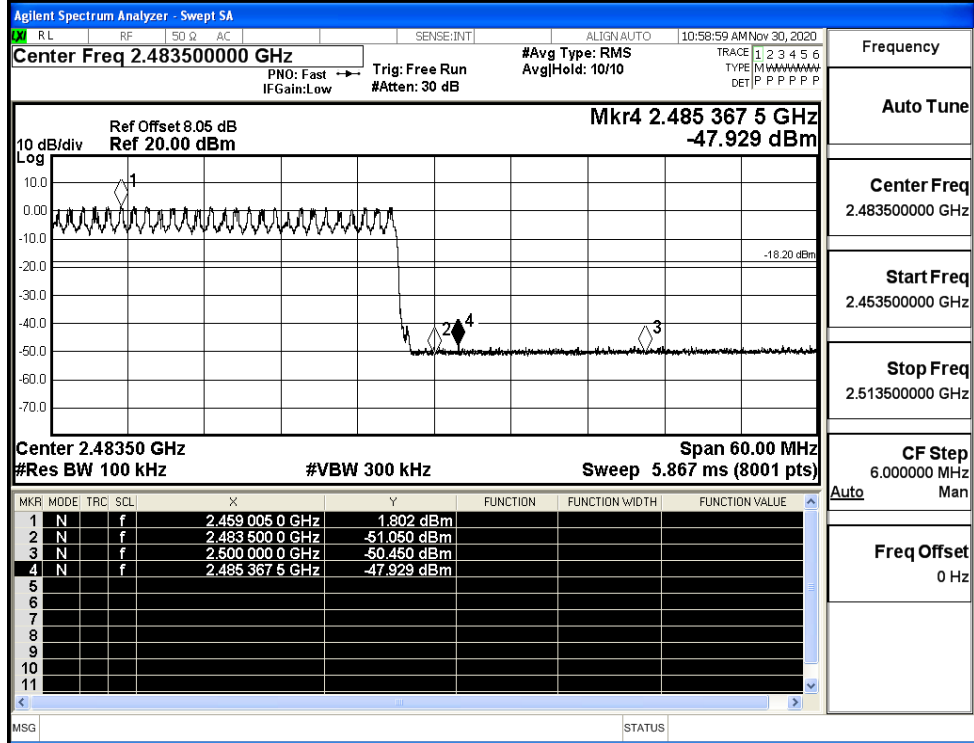 Agilent Spectrum Analyzer - Swept SA
LXI RL RF 50 Ω AC SENSE:INT ALIGN AUTO 10:58:59 AM Nov 30, 2020
Center Freq 2.483500000 GHz
PNO: Fast
IFGain:Low
Trig: Free Run
#Atten: 30 dB
#Avg Type: RMS
Avg|Hold: 10/10
TRACE 1 2 3 4 5 6
TYPE M WWWWW
DET P P P P P P
Frequency
Auto Tune
Center Freq
2.483500000 GHz
Start Freq
2.453500000 GHz
Stop Freq
2.513500000 GHz
CF Step
6.000000 MHz
Auto Man
Freq Offset
0 Hz
Mkr4 2.485 367 5 GHz
-47.929 dBm
Ref Offset 8.05 dB
10 dB/div Ref 20.00 dBm
Log
10.0
0.00
-10.0
-20.0
-30.0
-40.0
-50.0
-60.0
-70.0
1
2
4
3
-18.20 dBm
Center 2.48350 GHz Span 60.00 MHz
#Res BW 100 kHz #VBW 300 kHz Sweep 5.867 ms (8001 pts)
MKR MODE TRC SCL X Y FUNCTION FUNCTION WIDTH FUNCTION VALUE
1 N f 2.459 005 0 GHz 1.802 dBm
2 N f 2.483 500 0 GHz -51.050 dBm
3 N f 2.500 000 0 GHz -50.450 dBm
4 N f 2.485 367 5 GHz -47.929 dBm
5
6
7
8
9
10
11
MSG STATUS